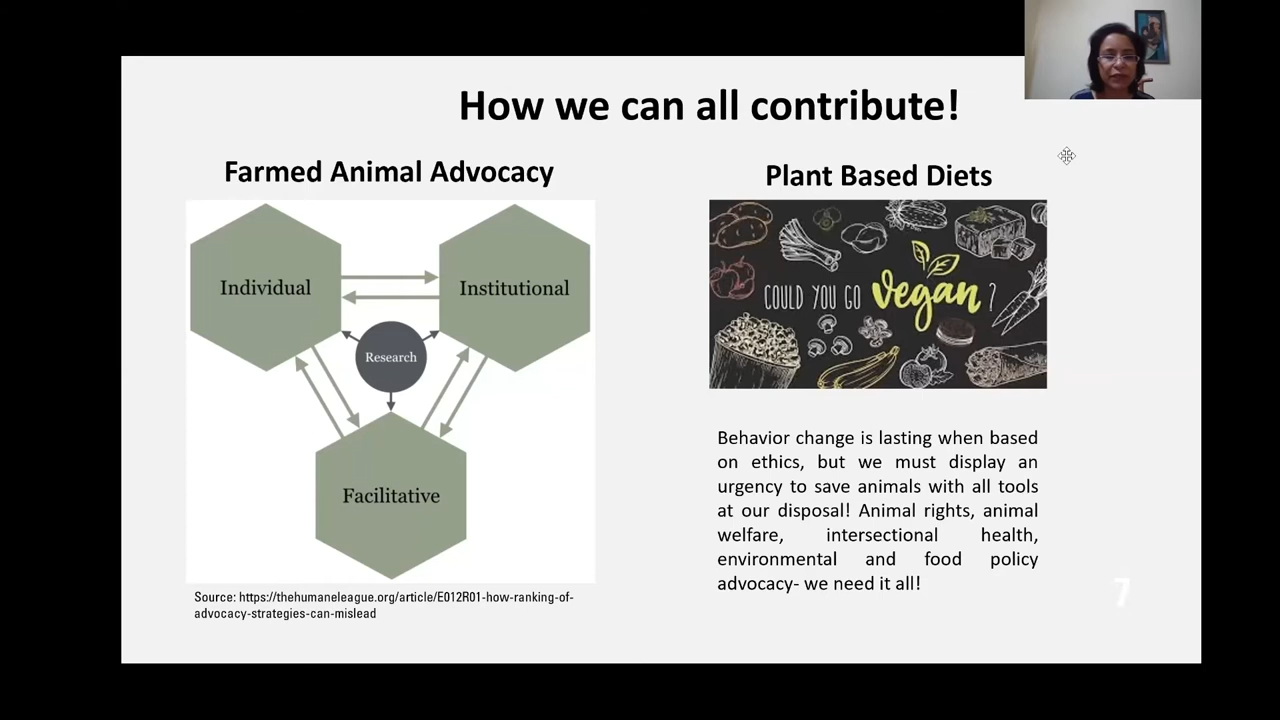 How we can all contribute!
Farmed Animal Advocacy
Individual
Institutional
Research
Facilitative
Source: https://thehumaneleague.org/article/E012R01-how-ranking-of-
advocacy-strategies-can-mislead
Plant Based Diets
COULD YOU GO vegan?
Behavior change is lasting when based
on ethics, but we must display an
urgency to save animals with all tools
at our disposal! Animal rights, animal
welfare, intersectional health,
environmental and food policy
advocacy- we need it all!
7